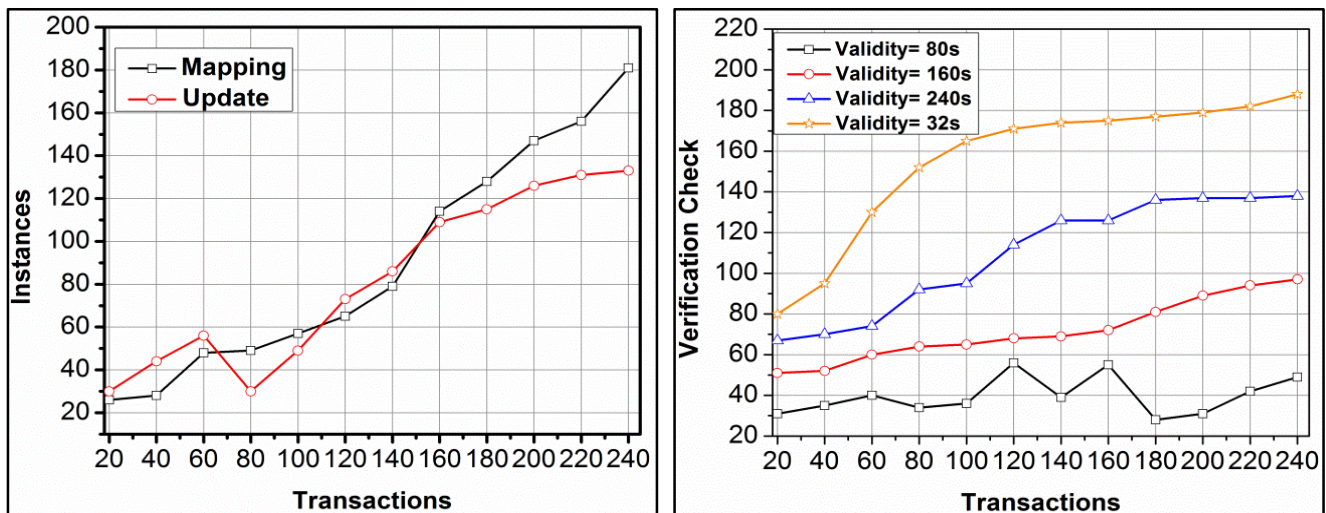 200
180
160
140
120
100
80
60
40
20
Instances
Mapping
Update
20 40 60 80 100 120 140 160 180 200 220 240
Transactions
220
200
180
160
140
120
100
80
60
40
20
Verification Check
Validity= 80s
Validity= 160s
Validity= 240s
Validity= 32s
20 40 60 80 100 120 140 160 180 200 220 240
Transactions